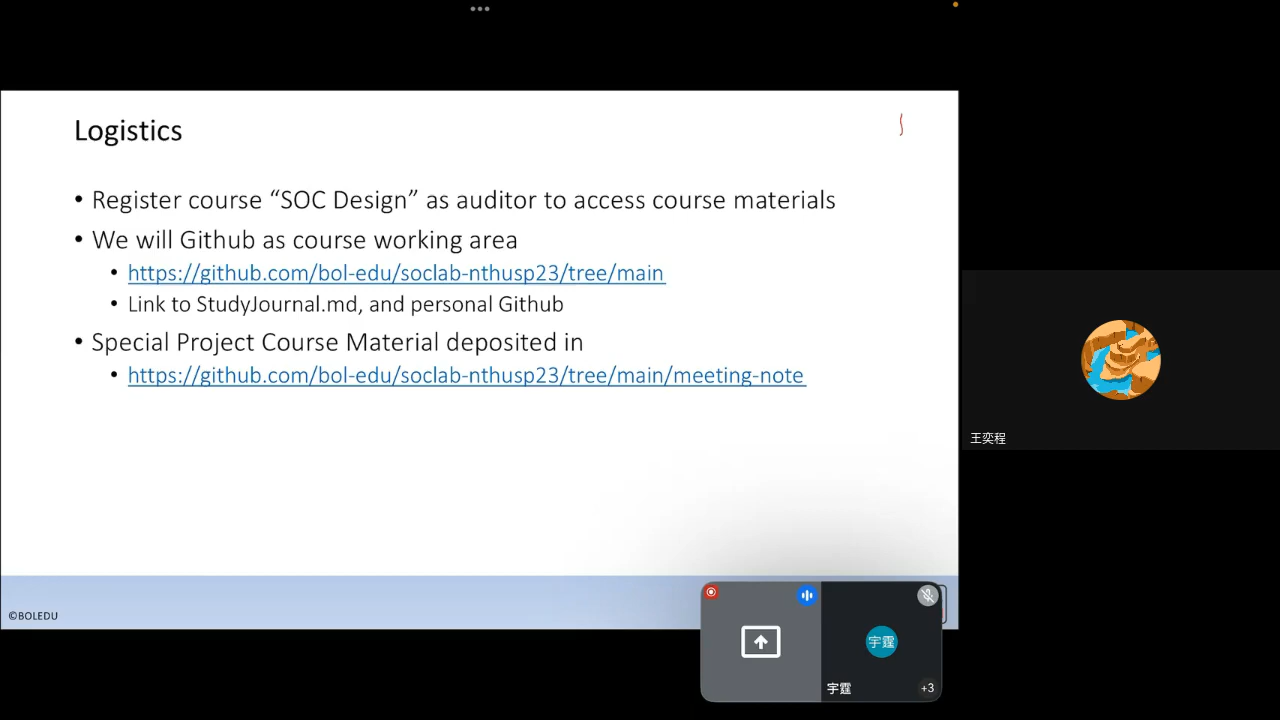 Logistics
• Register course “SOC Design” as auditor to access course materials
• We will Github as course working area
• https://github.com/bol-edu/soclab-nthusp23/tree/main
• Link to StudyJournal.md, and personal Github
• Special Project Course Material deposited in
• https://github.com/bol-edu/soclab-nthusp23/tree/main/meeting-note
王奕程
©BOLEDU
宇霆
宇霆
+3